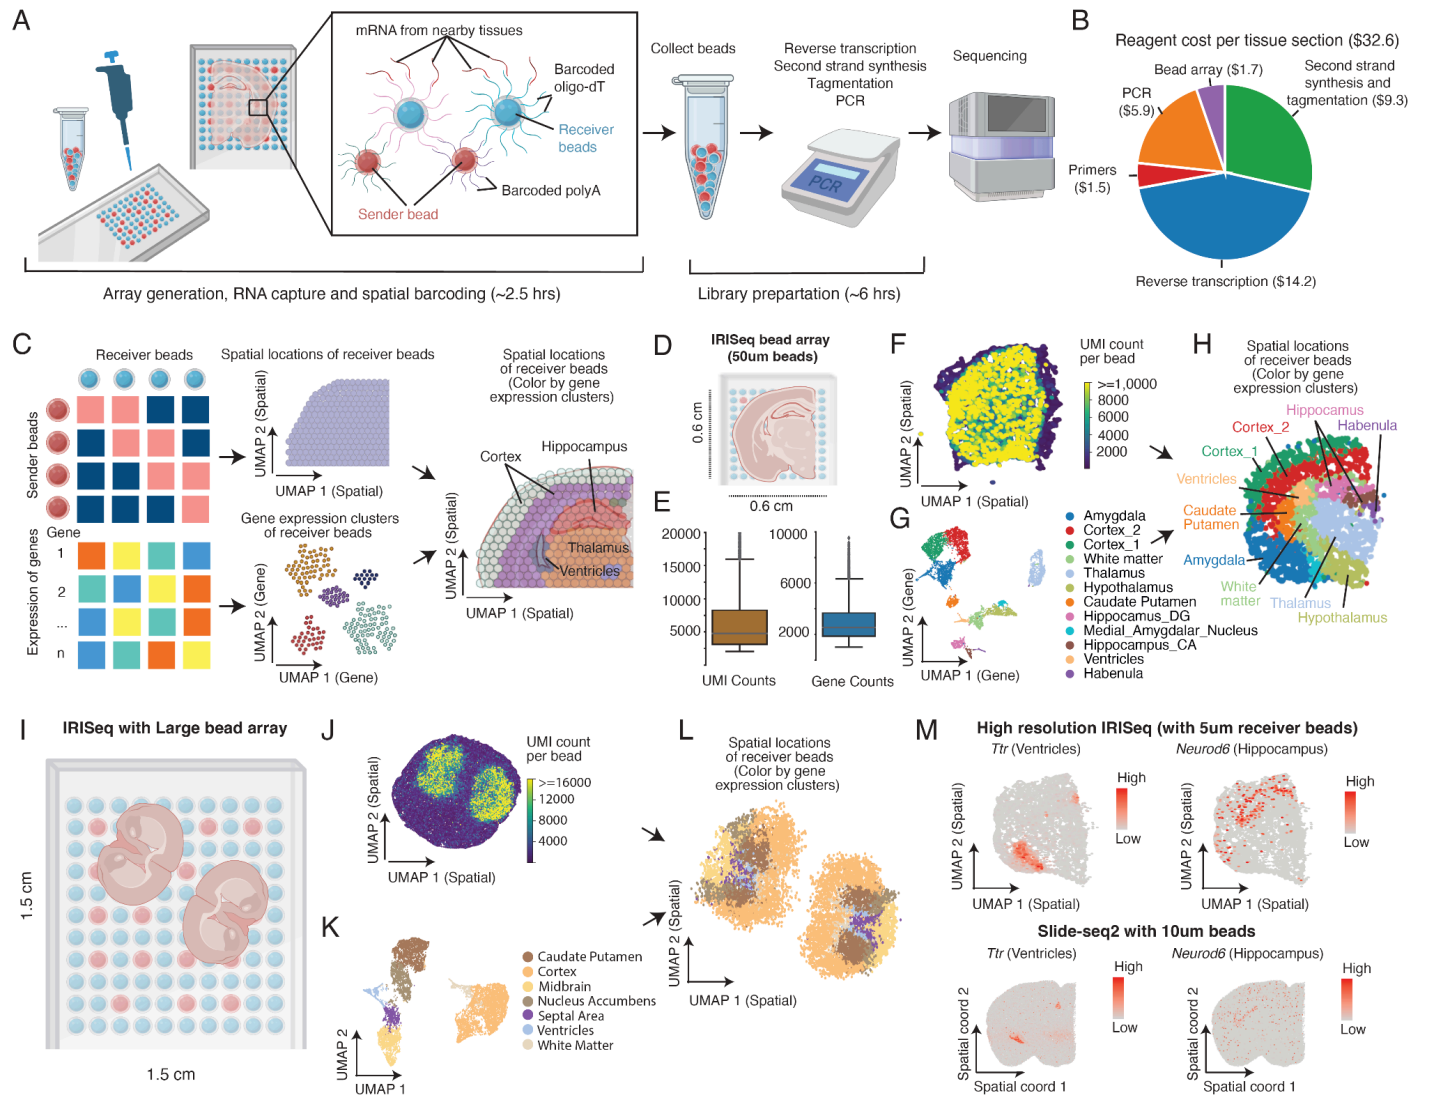 A
mRNA from nearby tissues
Barcoded
oligo-dT
Receiver
beads
Barcoded polyA
Sender bead
Collect beads
Reverse transcription
Second strand synthesis
Tagmentation
PCR
PCR
Sequencing
Array generation, RNA capture and spatial barcoding (~2.5 hrs)
Library prepartation (~6 hrs)
B
Reagent cost per tissue section ($32.6)
Bead array ($1.7)
Second strand
synthesis and
tagmentation ($9.3)
PCR
($5.9)
Primers
($1.5)
Reverse transcription ($14.2)
C
Receiver beads
Sender beads
Gene
1
2
...
n
Expression of genes
Spatial locations of receiver beads
UMAP 2 (Spatial)
UMAP 1 (Spatial)
Gene expression clusters
of receiver beads
UMAP 2 (Gene)
UMAP 1 (Gene)
Spatial locations
of receiver beads
(Color by gene
expression clusters)
Hippocampus
Cortex
Thalamus
Ventricles
UMAP 2 (Spatial)
UMAP 1 (Spatial)
D
IRISeq bead array
(50um beads)
0.6 cm
0.6 cm
E
20000
15000
10000
5000
UMI Counts
10000
6000
2000
Gene Counts
F
UMI count
per bead
>=1,0000
8000
6000
4000
2000
UMAP 2 (Spatial)
UMAP 1 (Spatial)
G
UMAP 2 (Gene)
UMAP 1 (Gene)
Amygdala
Cortex_2
Cortex_1
White matter
Thalamus
Hypothalamus
Caudate Putamen
Hippocampus_DG
Medial_Amygdalar_Nucleus
Hippocampus_CA
Ventricles
Habenula
H
Spatial locations
of receiver beads
(Color by gene
expression clusters)
Hippocamus
Habenula
Cortex_2
Cortex_1
Ventricles
Caudate
Putamen
Amygdala
White
matter
Thalamus
Hypothalamus
I
IRISeq with Large bead array
1.5 cm
1.5 cm
J
UMI count
per bead
>=16000
12000
8000
4000
UMAP 2 (Spatial)
UMAP 1 (Spatial)
K
UMAP 2
UMAP 1
Caudate Putamen
Cortex
Midbrain
Nucleus Accumbens
Septal Area
Ventricles
White Matter
L
Spatial locations
of receiver beads
(Color by gene
expression clusters)
UMAP 2 (Spatial)
UMAP 1 (Spatial)
M
High resolution IRISeq (with 5um receiver beads)
Ttr (Ventricles)
High
Low
UMAP 2 (Spatial)
UMAP 1 (Spatial)
Neurod6 (Hippocampus)
High
Low
UMAP 2 (Spatial)
UMAP 1 (Spatial)
Slide-seq2 with 10um beads
Ttr (Ventricles)
High
Low
Spatial coord 2
Spatial coord 1
Neurod6 (Hippocampus)
High
Low
Spatial coord 2
Spatial coord 1